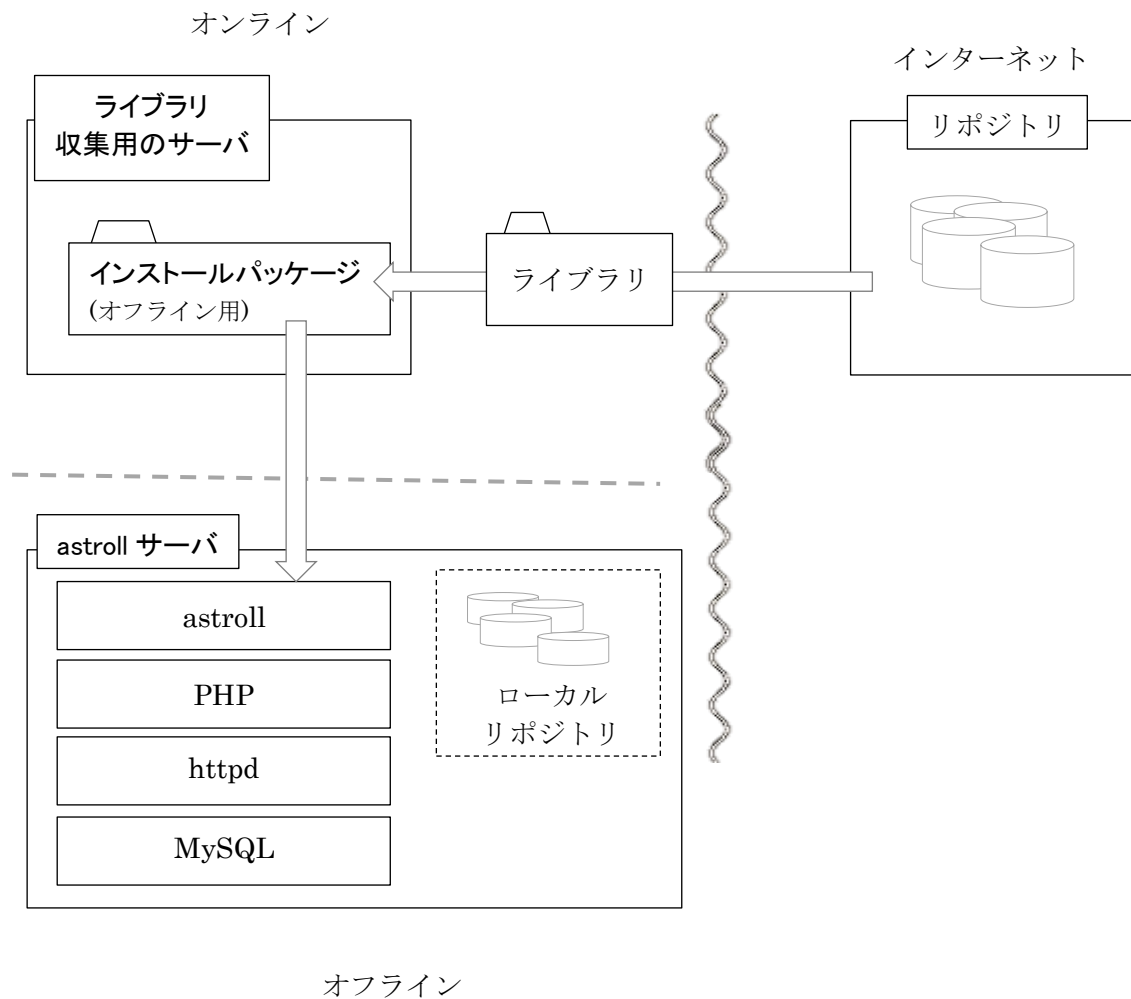 オンライン
インターネット
ライブラリ
収集用のサーバ
リポジトリ
インストールパッケージ
(オフライン用)
ライブラリ
astroll サーバ
astroll
PHP
httpd
MySQL
ローカル
リポジトリ
オフライン